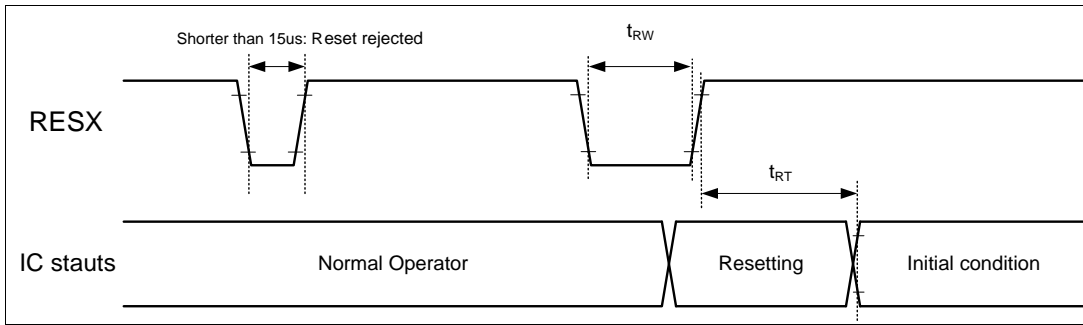 Shorter than 15us: Reset rejected
tRW
RESX
tRT
IC stauts
Normal Operator
Resetting
Initial condition